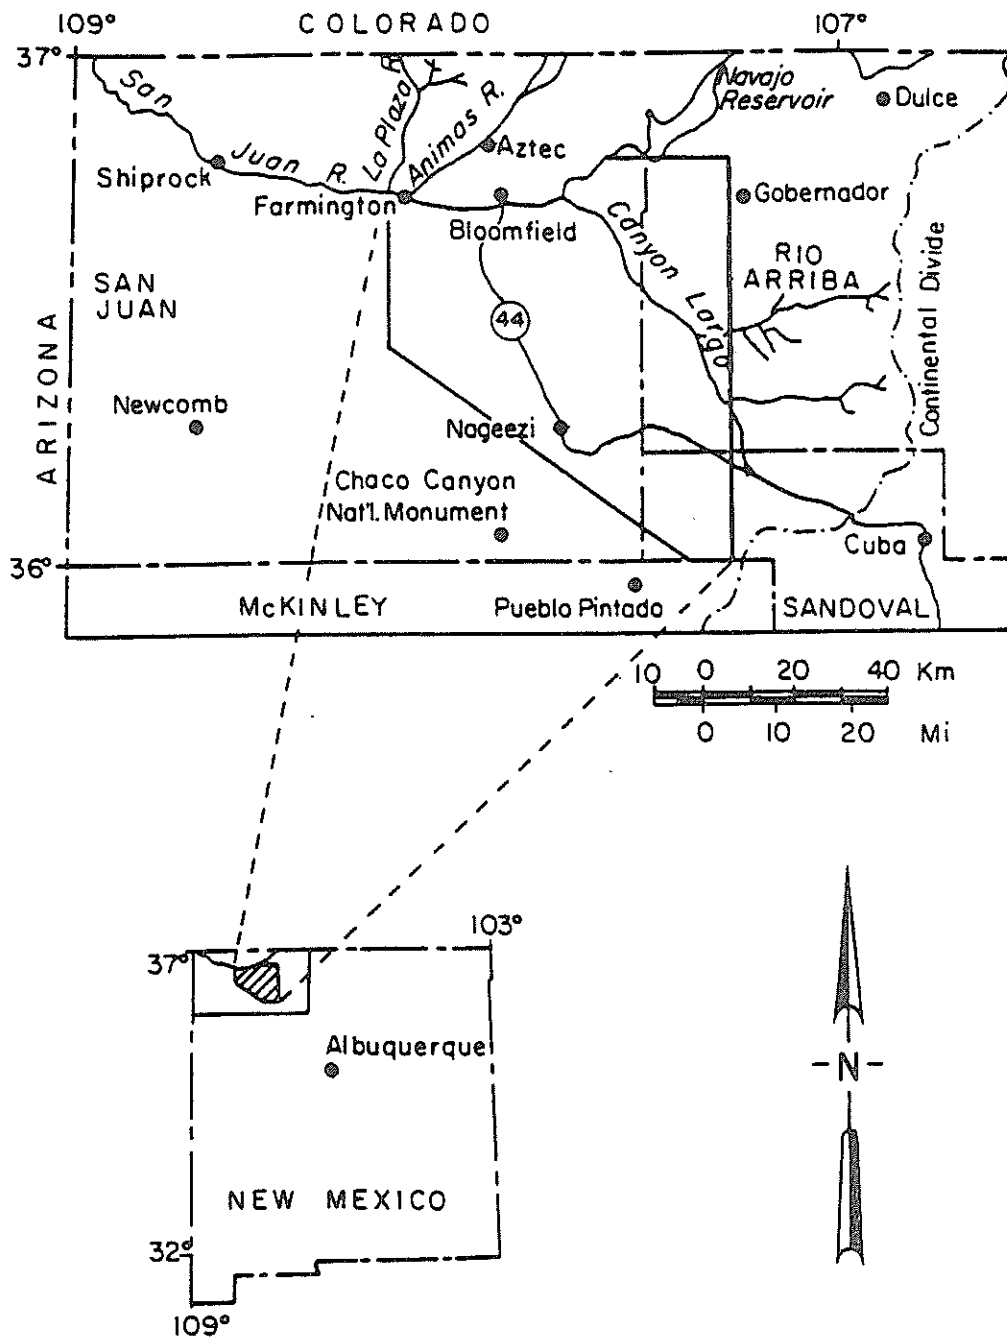 109°
COLORADO
107°
37°
San
Juan R.
La Plaza R.
Animas R.
Navajo
Reservoir
Dulce
Aztec
Shiprock
Farmington
Bloomfield
Gobernador
Canyon Largo
RIO
ARRIBA
SAN
JUAN
44
Continental Divide
ARIZONA
Newcomb
Nageezi
Chaco Canyon
Nat'l. Monument
Cuba
36°
McKINLEY
Pueblo Pintado
SANDOVAL
10 0 20 40 Km
0 10 20 Mi
103°
37°
Albuquerque
N
NEW MEXICO
32°
109°